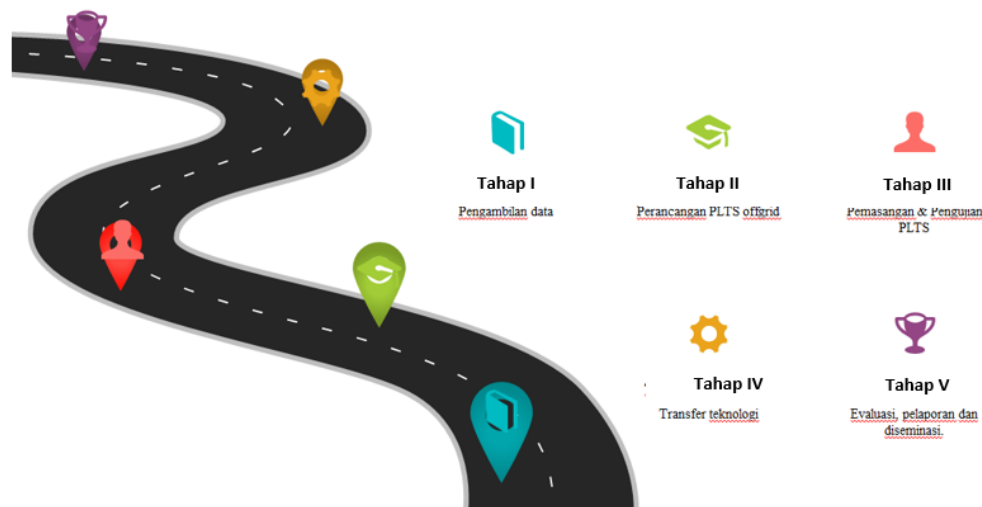 Tahap I
Pengambilan data
Tahap II
Perancangan PLTS offgrid
Tahap III
Pemasangan & Pengujian
PLTS
Tahap IV
Transfer teknologi
Tahap V
Evaluasi, pelaporan dan
diseminasi.